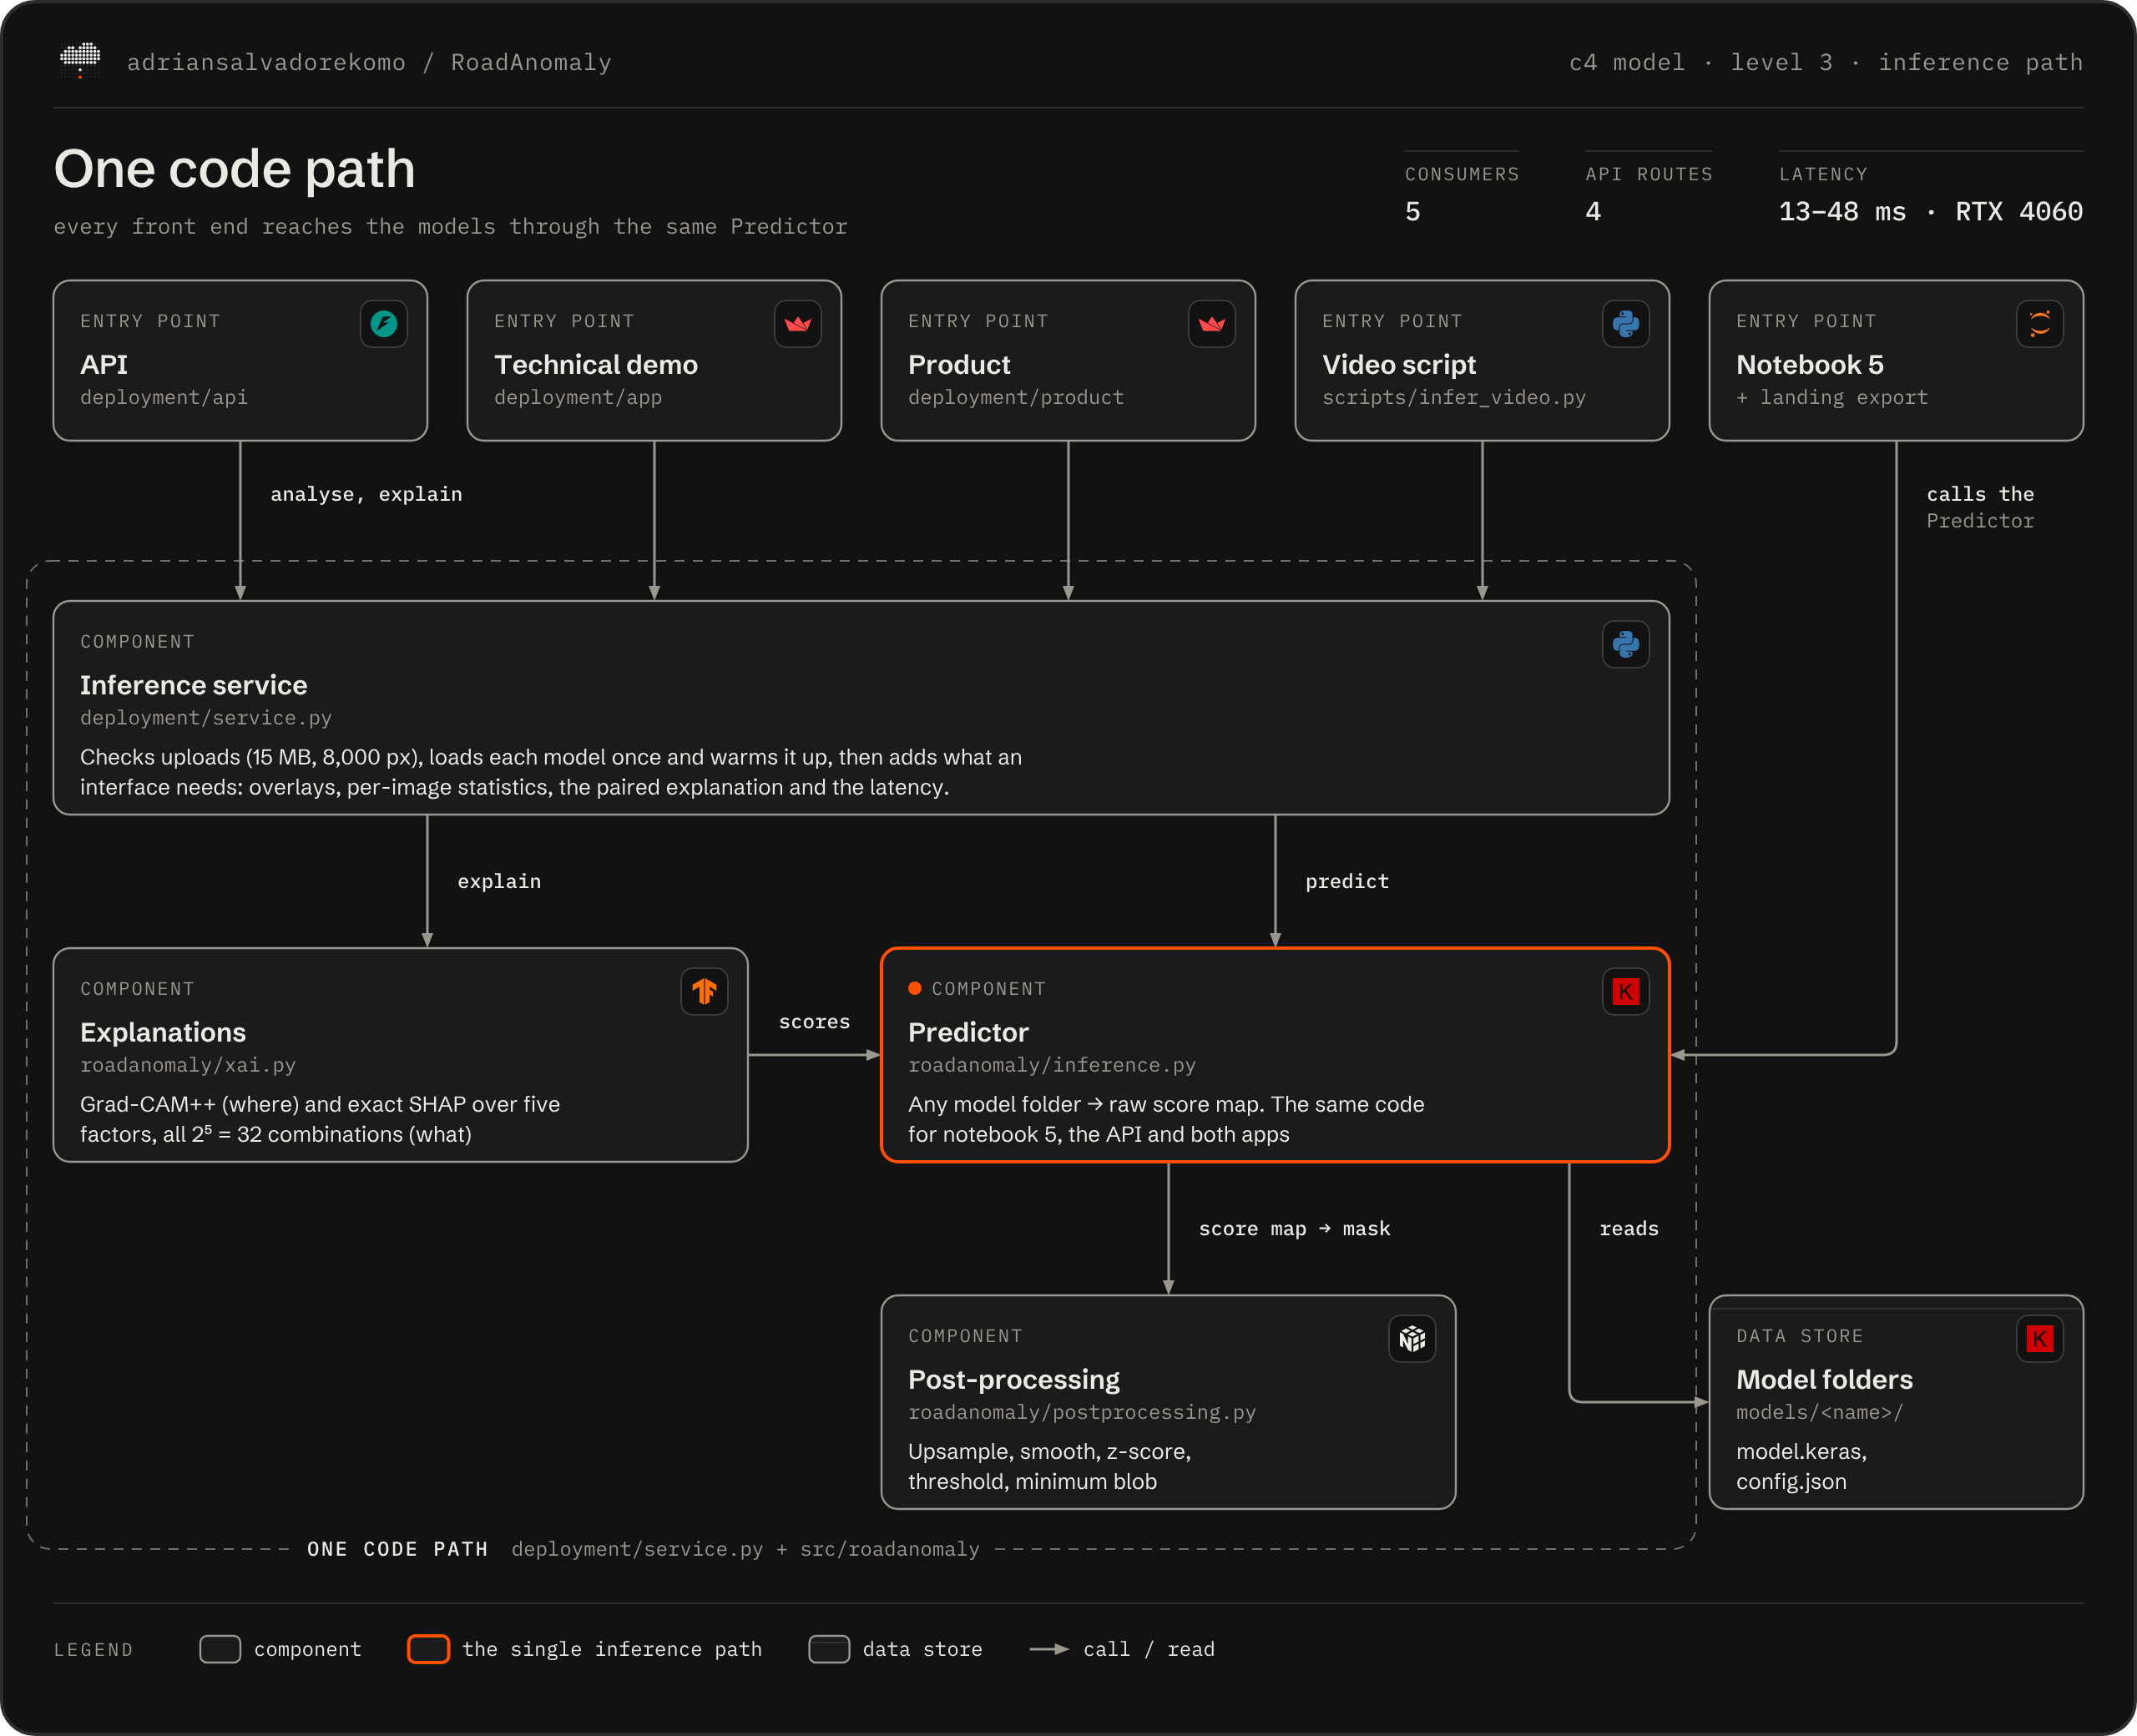 adriansalvadorekomo / RoadAnomaly
c4 model · level 3 · inference path
One code path
every front end reaches the models through the same Predictor
CONSUMERS
5
API ROUTES
4
LATENCY
13–48 ms · RTX 4060
ENTRY POINT
API
deployment/api
ENTRY POINT
Technical demo
deployment/app
ENTRY POINT
Product
deployment/product
ENTRY POINT
Video script
scripts/infer_video.py
ENTRY POINT
Notebook 5
+ landing export
analyse, explain
calls the
Predictor
COMPONENT
Inference service
deployment/service.py
Checks uploads (15 MB, 8,000 px), loads each model once and warms it up, then adds what an
interface needs: overlays, per-image statistics, the paired explanation and the latency.
explain
predict
COMPONENT
Explanations
roadanomaly/xai.py
Grad-CAM++ (where) and exact SHAP over five
factors, all 2⁵ = 32 combinations (what)
scores
COMPONENT
K
Predictor
roadanomaly/inference.py
Any model folder → raw score map. The same code
for notebook 5, the API and both apps
score map → mask
reads
COMPONENT
Post-processing
roadanomaly/postprocessing.py
Upsample, smooth, z-score,
threshold, minimum blob
DATA STORE
K
Model folders
models/<name>/
model.keras,
config.json
ONE CODE PATH deployment/service.py + src/roadanomaly
LEGEND
component
the single inference path
data store
call / read